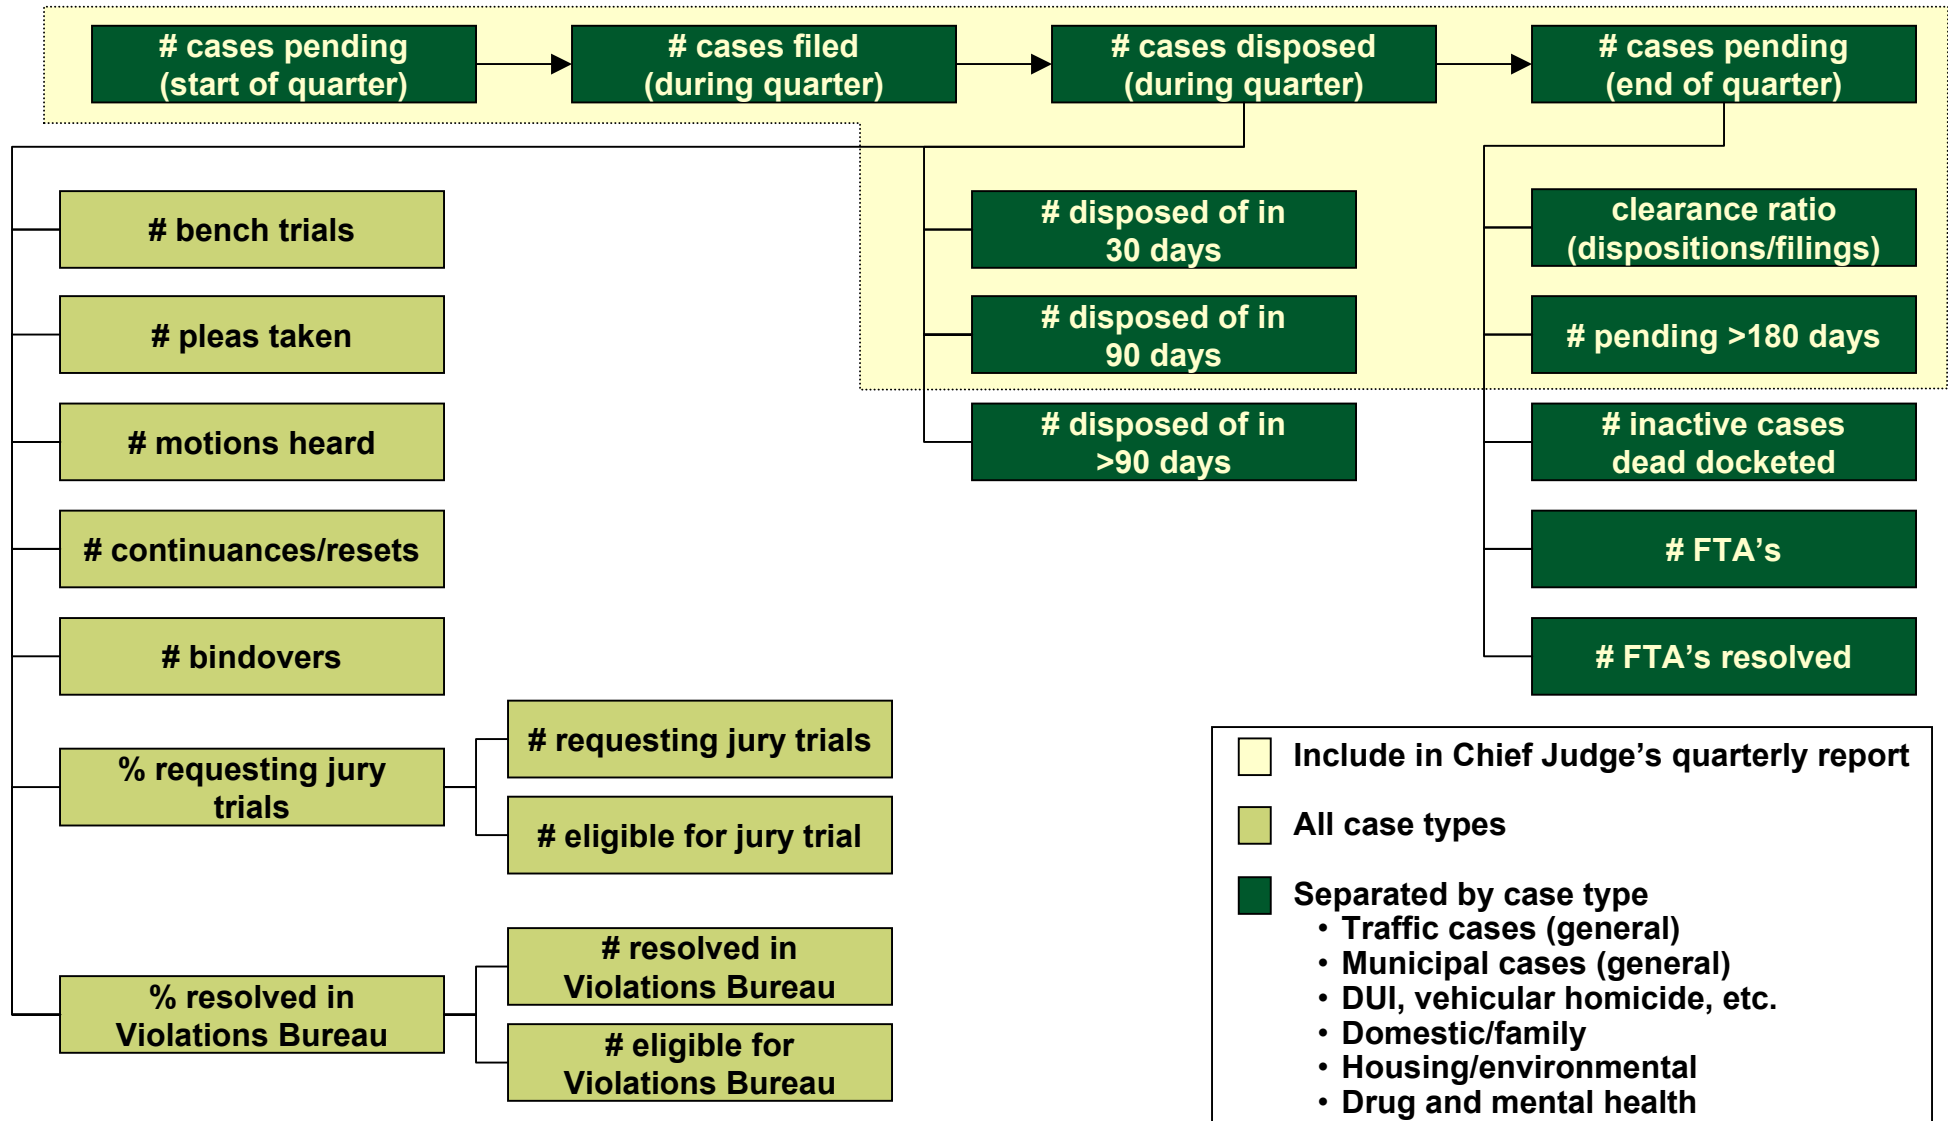 # cases pending
(start of quarter)
# cases filed
(during quarter)
# cases disposed
(during quarter)
# cases pending
(end of quarter)
# bench trials
# pleas taken
# motions heard
# continuances/resets
# bindovers
% requesting jury
trials
# requesting jury trials
# eligible for jury trial
% resolved in
Violations Bureau
# resolved in
Violations Bureau
# eligible for
Violations Bureau
# disposed of in
30 days
# disposed of in
90 days
# disposed of in
>90 days
clearance ratio
(dispositions/filings)
# pending >180 days
# inactive cases
dead docketed
# FTA’s
# FTA’s resolved
Include in Chief Judge’s quarterly report
All case types
Separated by case type
• Traffic cases (general)
• Municipal cases (general)
• DUI, vehicular homicide, etc.
• Domestic/family
• Housing/environmental
• Drug and mental health